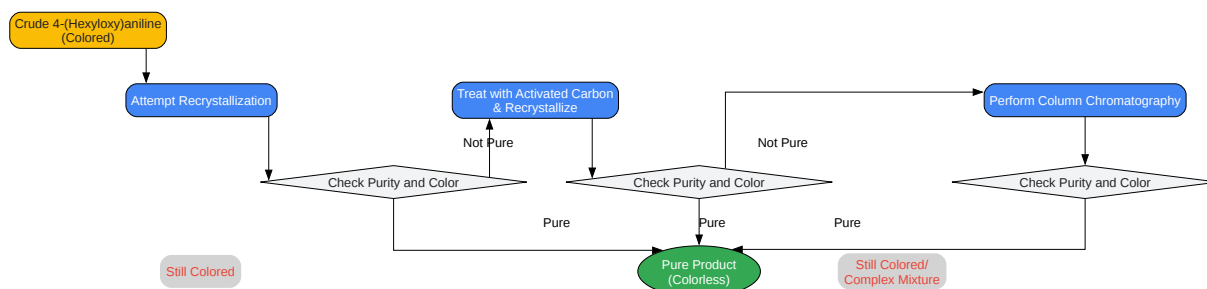 Crude 4-(Hexyloxy)aniline
(Colored)
Attempt Recrystallization
Treat with Activated Carbon
& Recrystallize
Perform Column Chromatography
Not Pure
Not Pure
Check Purity and Color
Check Purity and Color
Check Purity and Color
Pure
Pure
Pure
Still Colored
Pure Product
(Colorless)
Still Colored/
Complex Mixture